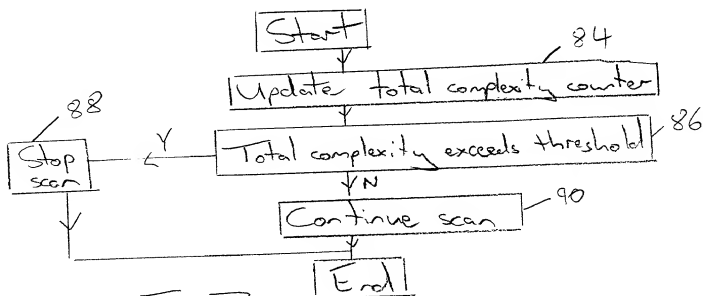 Start
84
Update total complexity counter
88
Y
Total complexity exceeds threshold
86
Stop
scan
N
Continue scan
90
End